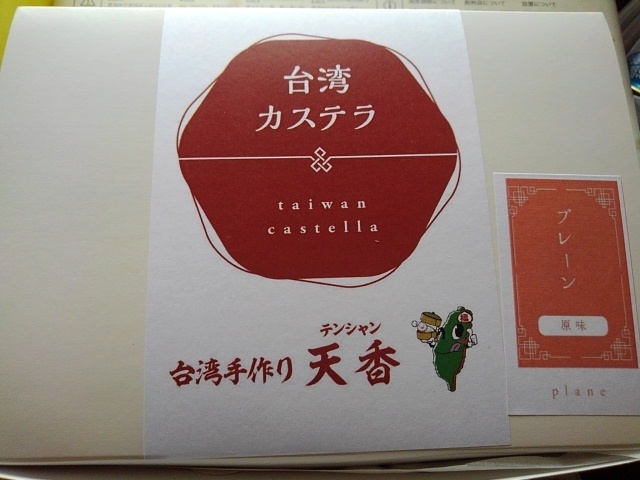 台湾
カステラ
taiwan
castella
テンシャン
台湾手作り 天香
プレーン
原味
plane